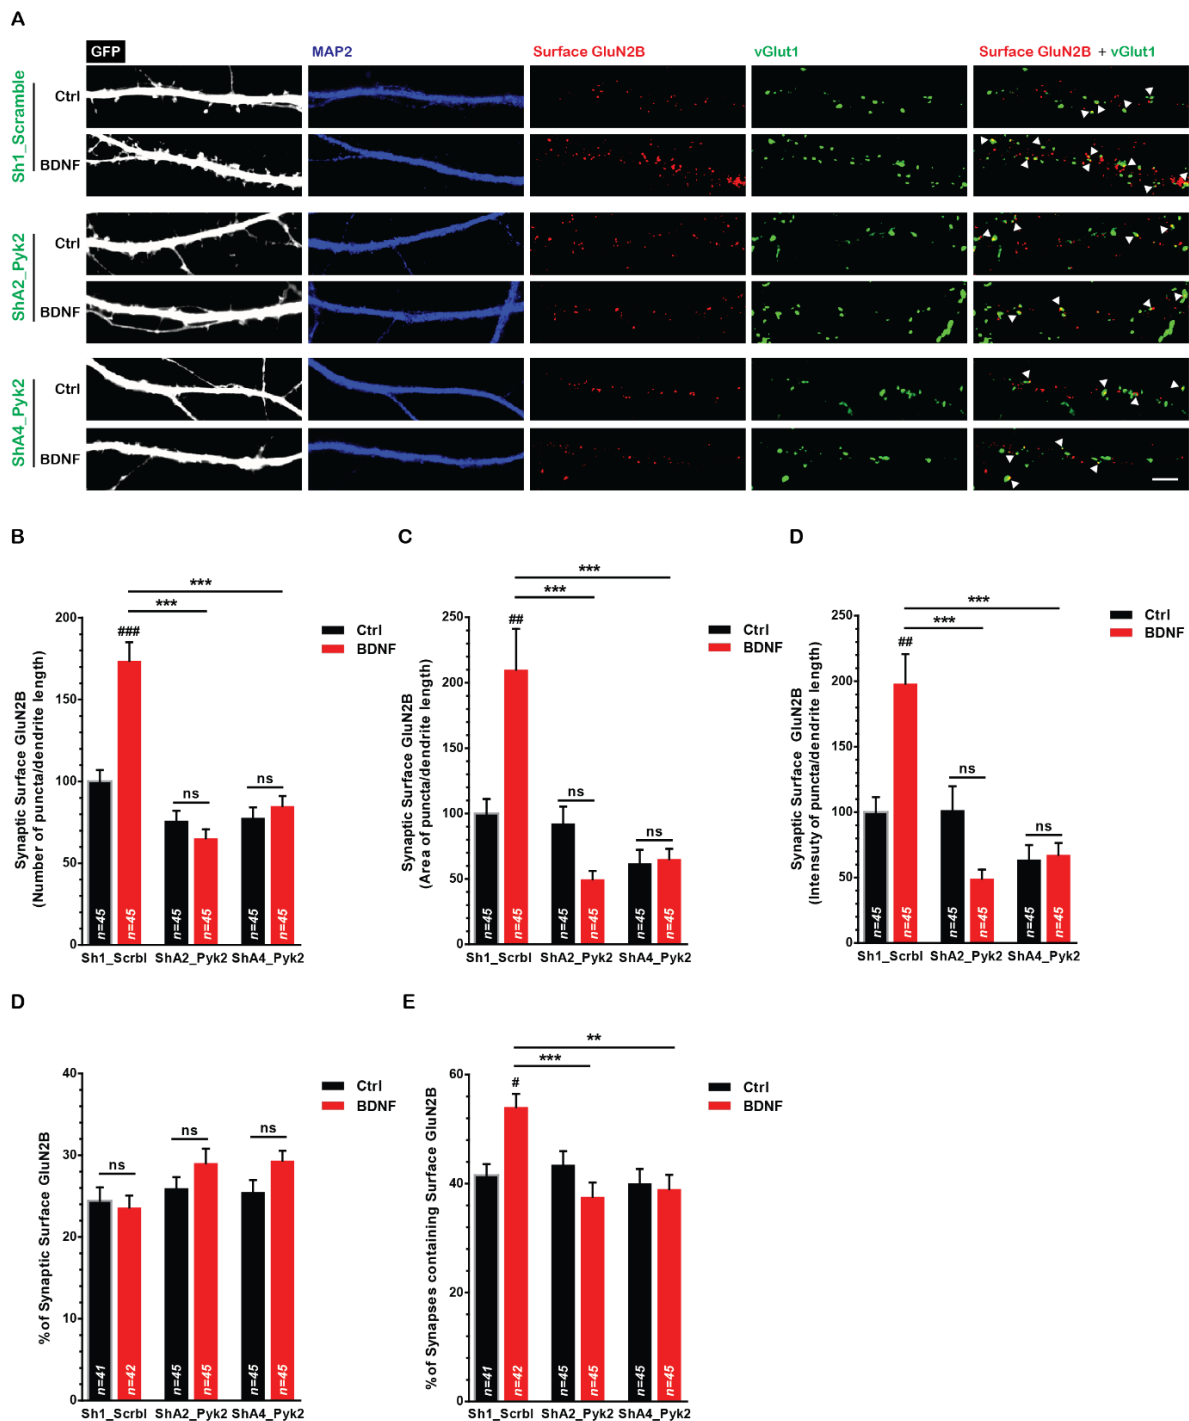 A
GFP
MAP2
Surface GluN2B
vGlut1
Surface GluN2B + vGlut1
Sh1_Scramble
Ctrl
BDNF
ShA2_Pyk2
Ctrl
BDNF
ShA4_Pyk2
Ctrl
BDNF
B
***
***
###
ns
ns
Ctrl
BDNF
Synaptic Surface GluN2B
(Number of puncta/dendrite length)
200
150
100
50
0
n=45
n=45
n=45
n=45
n=45
n=45
Sh1_Scrbl ShA2_Pyk2 ShA4_Pyk2
C
***
***
##
ns
ns
Ctrl
BDNF
Synaptic Surface GluN2B
(Area of puncta/dendrite length)
250
200
150
100
50
0
n=45
n=45
n=45
n=45
n=45
n=45
Sh1_Scrbl ShA2_Pyk2 ShA4_Pyk2
D
***
***
##
ns
ns
Ctrl
BDNF
Synaptic Surface GluN2B
(Intensuty of puncta/dendrite length)
250
200
150
100
50
0
n=45
n=45
n=45
n=45
n=45
n=45
Sh1_Scrbl ShA2_Pyk2 ShA4_Pyk2
D
ns
ns
ns
Ctrl
BDNF
% of Synaptic Surface GluN2B
40
30
20
10
0
n=41
n=42
n=45
n=45
n=45
n=45
Sh1_Scrbl ShA2_Pyk2 ShA4_Pyk2
E
**
***
#
Ctrl
BDNF
% of Synapses containing Surface GluN2B
60
40
20
0
n=41
n=42
n=45
n=45
n=45
n=45
Sh1_Scrbl ShA2_Pyk2 ShA4_Pyk2